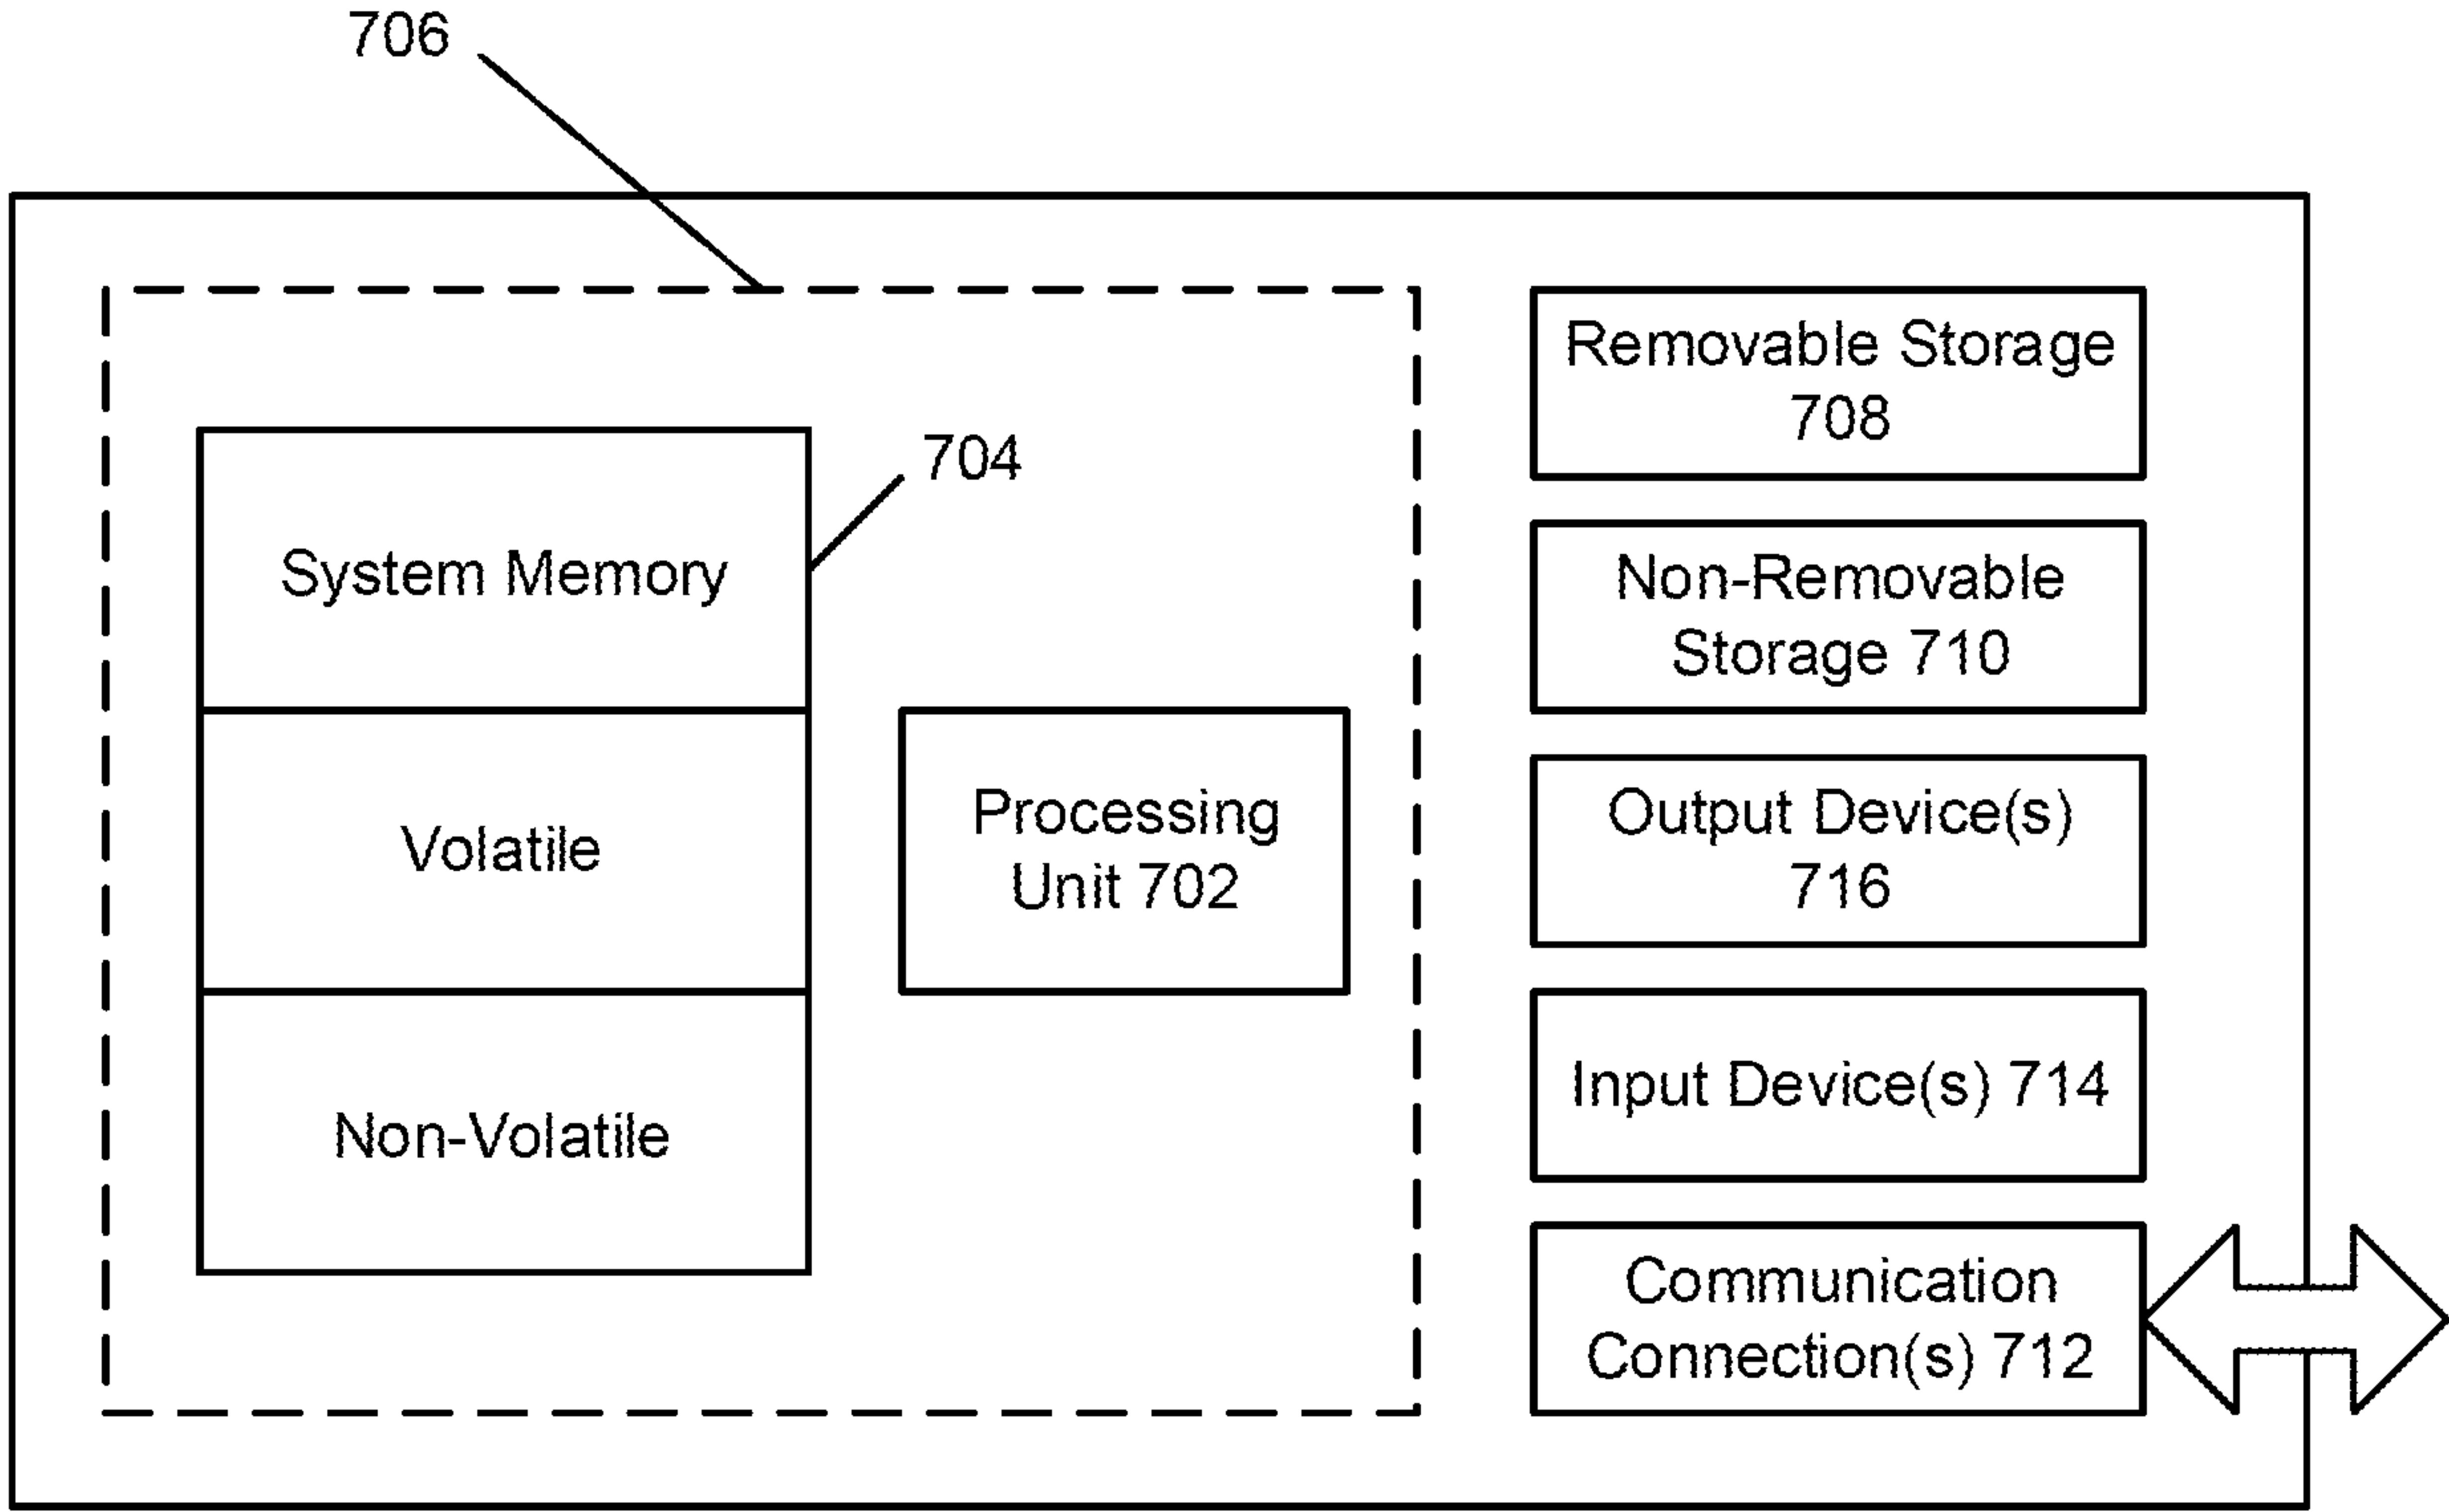 706
704
System Memory
Volatile
Non-Volatile
Processing
Unit 702
Removable Storage
708
Non-Removable
Storage 710
Output Device(s)
716
Input Device(s) 714
Communication
Connection(s) 712